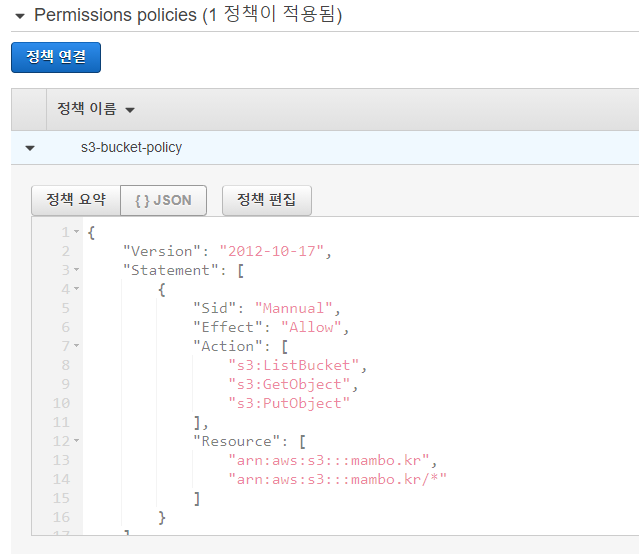 Permissions policies (1 정책이 적용됨)
정책 연결
정책 이름
s3-bucket-policy
정책 요약 { } JSON 정책 편집
1 {
2 "Version": "2012-10-17",
3 "Statement": [
4 {
5 "Sid": "Mannual",
6 "Effect": "Allow",
7 "Action": [
8 "s3:ListBucket",
9 "s3:GetObject",
10 "s3:PutObject"
11 ],
12 "Resource": [
13 "arn:aws:s3:::mambo.kr",
14 "arn:aws:s3:::mambo.kr/*"
15 ]
16 }
17 ]